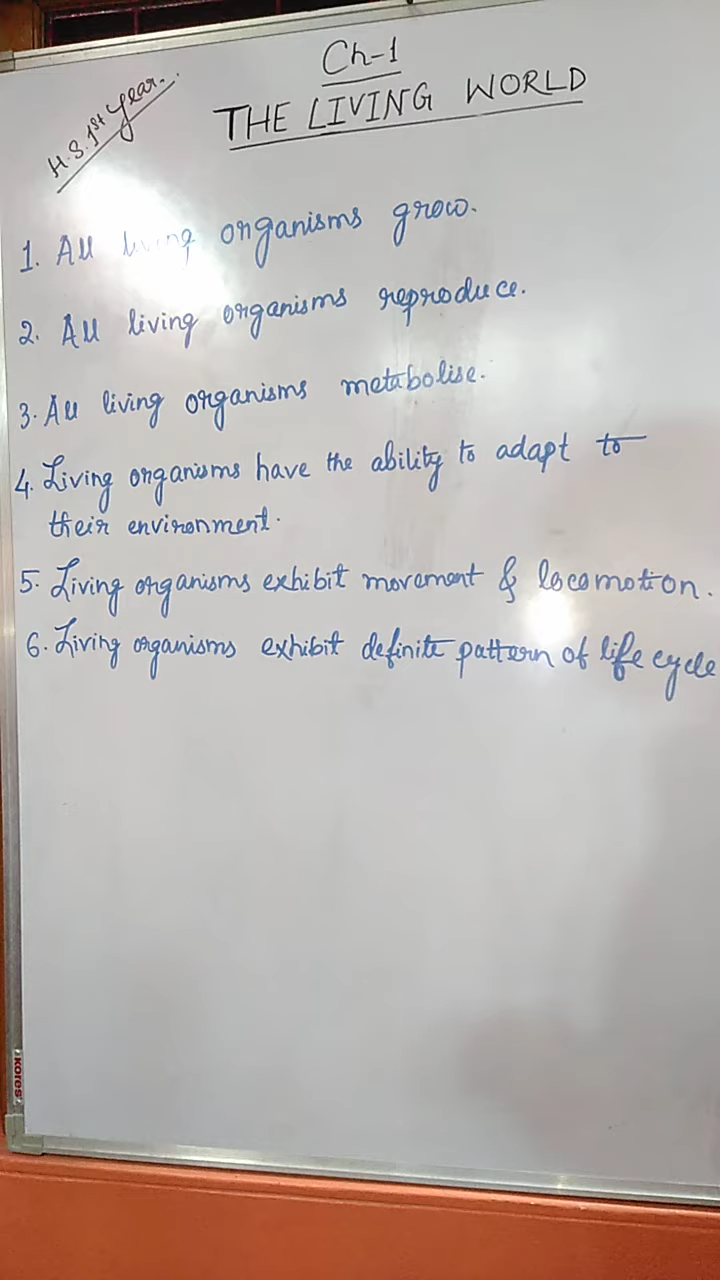 Ch-1
H.S. 1st year.
THE LIVING WORLD
1. All living organisms grow.
2. All living organisms reproduce.
3. All living organisms metabolise.
4. Living organisms have the ability to adapt to
their environment.
5. Living organisms exhibit movement & locomotion.
6. Living organisms exhibit definite pattern of life cycle
kores